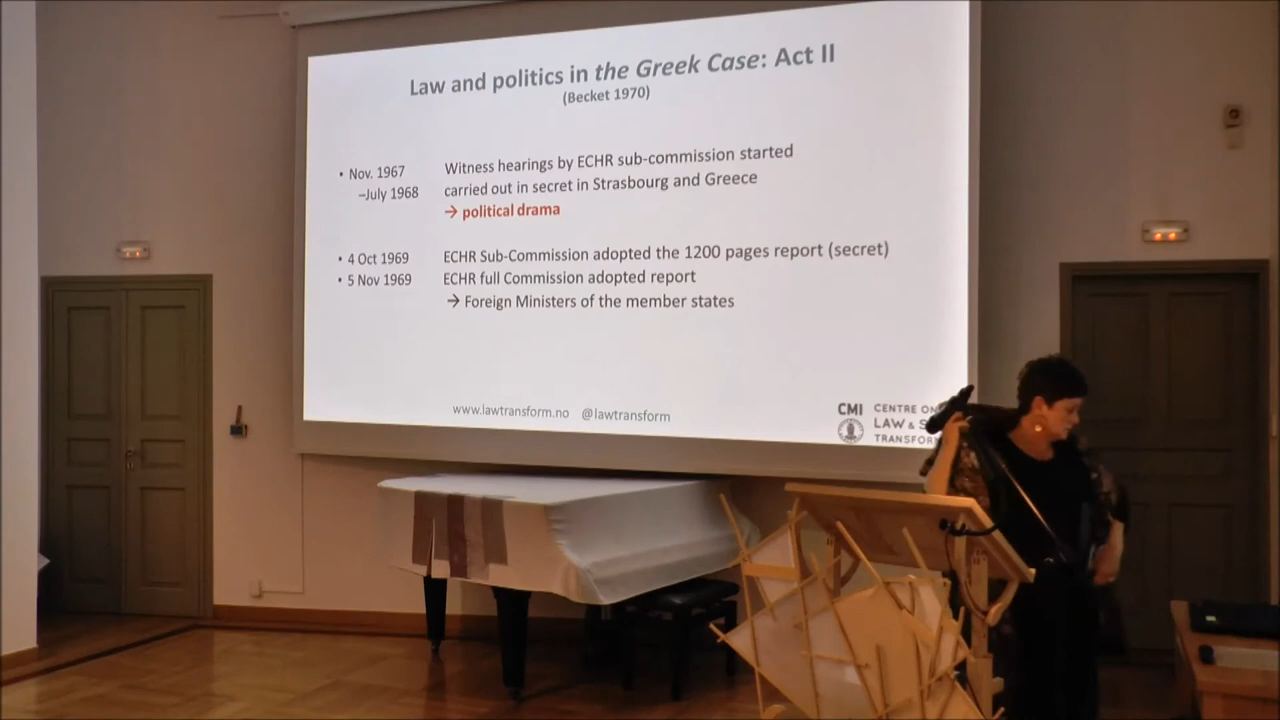 Law and politics in the Greek Case: Act II
(Becket 1970)
• Nov. 1967 Witness hearings by ECHR sub-commission started
–July 1968 carried out in secret in Strasbourg and Greece
→ political drama
• 4 Oct 1969 ECHR Sub-Commission adopted the 1200 pages report (secret)
• 5 Nov 1969 ECHR full Commission adopted report
→ Foreign Ministers of the member states
www.lawtransform.no @lawtransform
CMI CENTRE ON
LAW & S
TRANSFOR